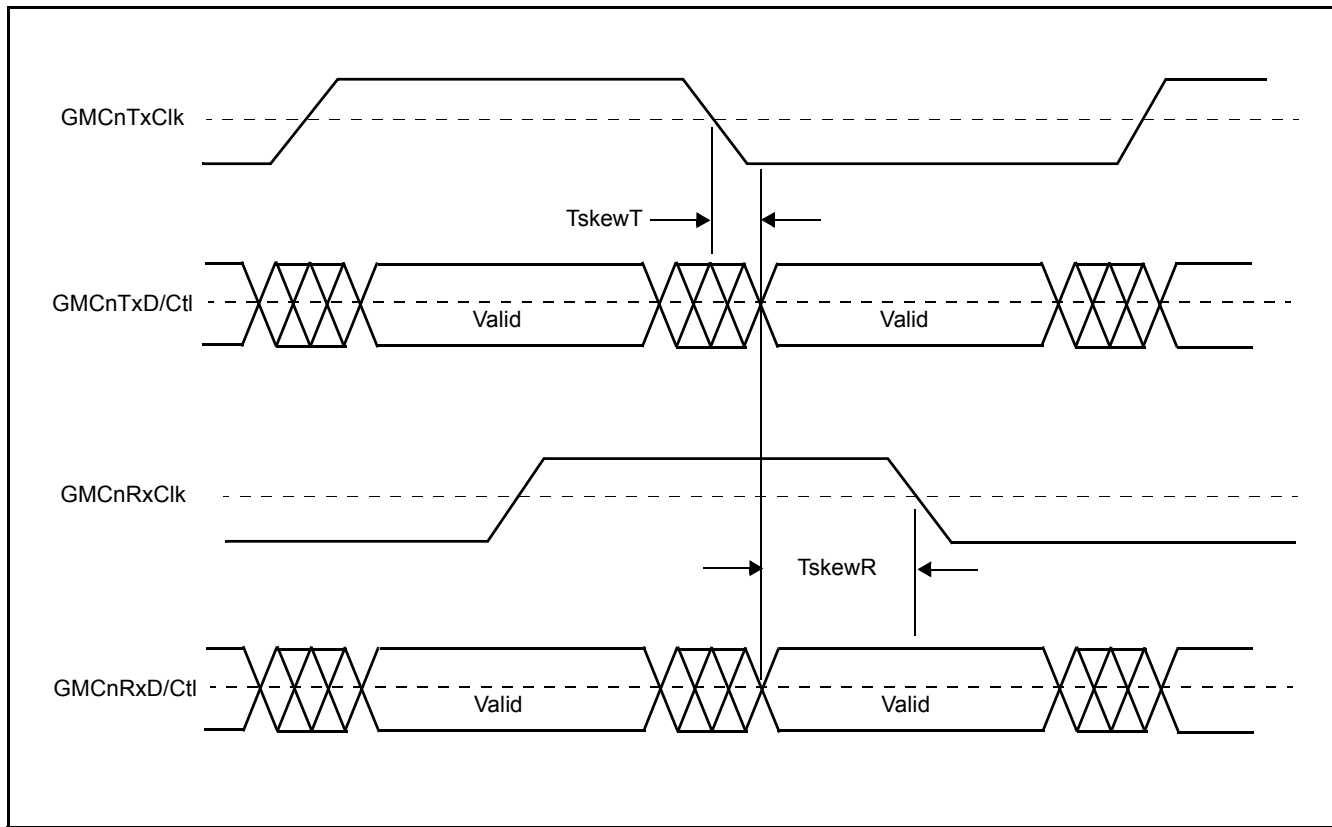 GMCnTxClk
TskewT
GMCnTxD/Ctl
Valid
Valid
GMCnRxClk
TskewR
GMCnRxD/Ctl
Valid
Valid